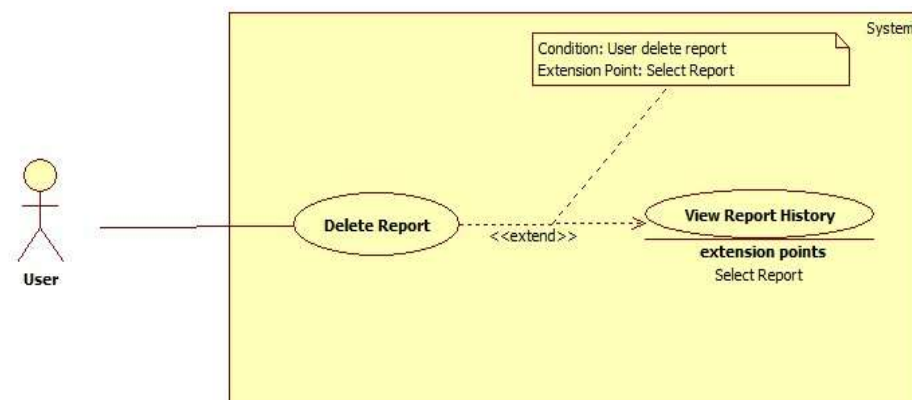 System
Condition: User delete report
Extension Point: Select Report
Delete Report
<<extend>>
View Report History
extension points
Select Report
User